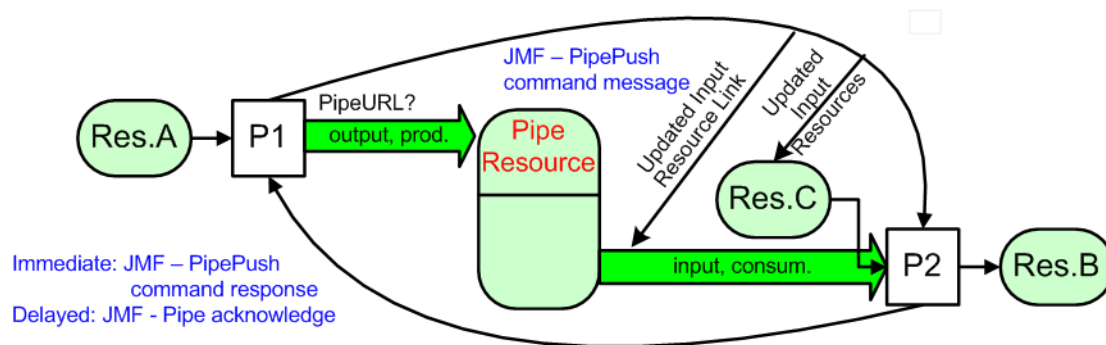 JMF – PipePush
command message
PipeURL?
Res.A
P1
output, prod.
Pipe
Resource
Updated Input
Resource Link
Updated
Input
Resources
Res.C
Immediate: JMF – PipePush
command response
Delayed: JMF - Pipe acknowledge
input, consum.
P2
Res.B